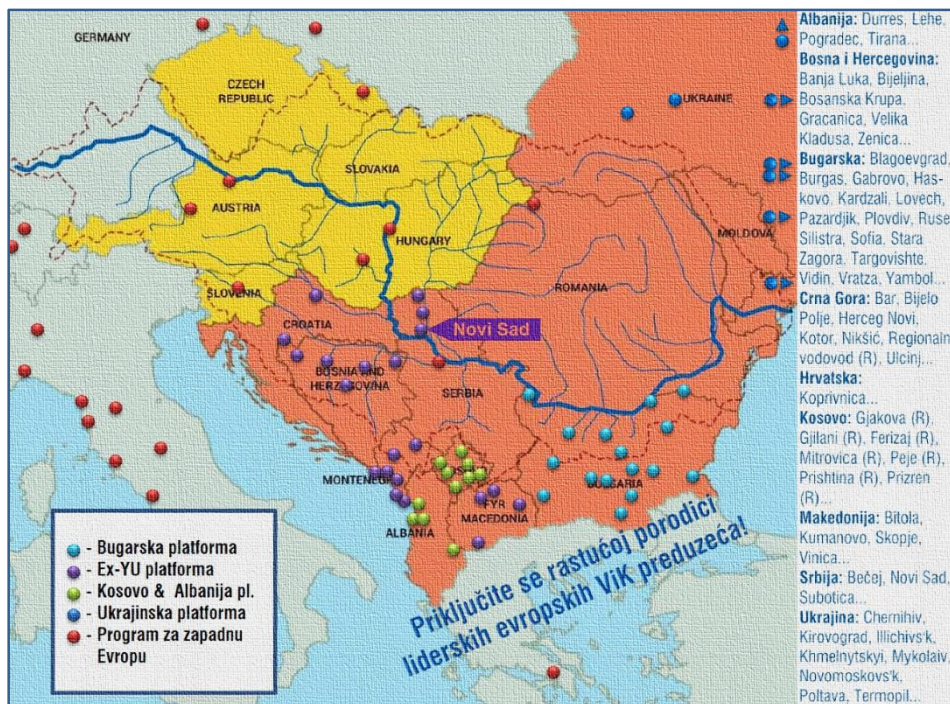 GERMANY
CZECH
REPUBLIC
UKRAINE
SLOVAKIA
AUSTRIA
HUNGARY
MOLDOVA
SLOVENIA
ROMANIA
CROATIA
Novi Sad
BOSNIA AND
HERZEGOVINA
SERBIA
MONTENEG
BULGARIA
FYR
MACEDONIA
ALBANIA
Priključite se rastućoj porodici
liderskih evropskih ViK preduzeća!
- Bugarska platforma
- Ex-YU platforma
- Kosovo & Albanija pl.
- Ukrajinska platforma
- Program za zapadnu
Evropu
Albanija: Durres, Lehe,
Pogradec, Tirana...
Bosna i Hercegovina:
Banja Luka, Bijeljina,
Bosanska Krupa,
Gracanica, Velika
Kladusa, Zenica...
Bugarska: Blagoevgrad,
Burgas, Gabrovo, Has-
kovo, Kardzali, Lovech,
Pazardjik, Plovdiv, Ruse
Silistra, Sofia, Stara
Zagora, Targovishte,
Vidin, Vratza, Yambol...
Crna Gora: Bar, Bijelo
Polje, Herceg Novi,
Kotor, Nikšić, Regionaln
vodovod (R), Ulcinj...
Hrvatska:
Koprivnica...
Kosovo: Gjakova (R),
Gjilani (R), Ferizaj (R),
Mitrovica (R), Peje (R),
Prishtina (R), Prizren
(R)...
Makedonija: Bitola,
Kumanovo, Skopje,
Vinica...
Srbija: Bečej, Novi Sad,
Subotica...
Ukrajina: Chernihiv,
Kirovograd, Illichivs'k,
Khmelnytskyi, Mykolaiv,
Novomoskovs'k,
Poltava, Termopil...